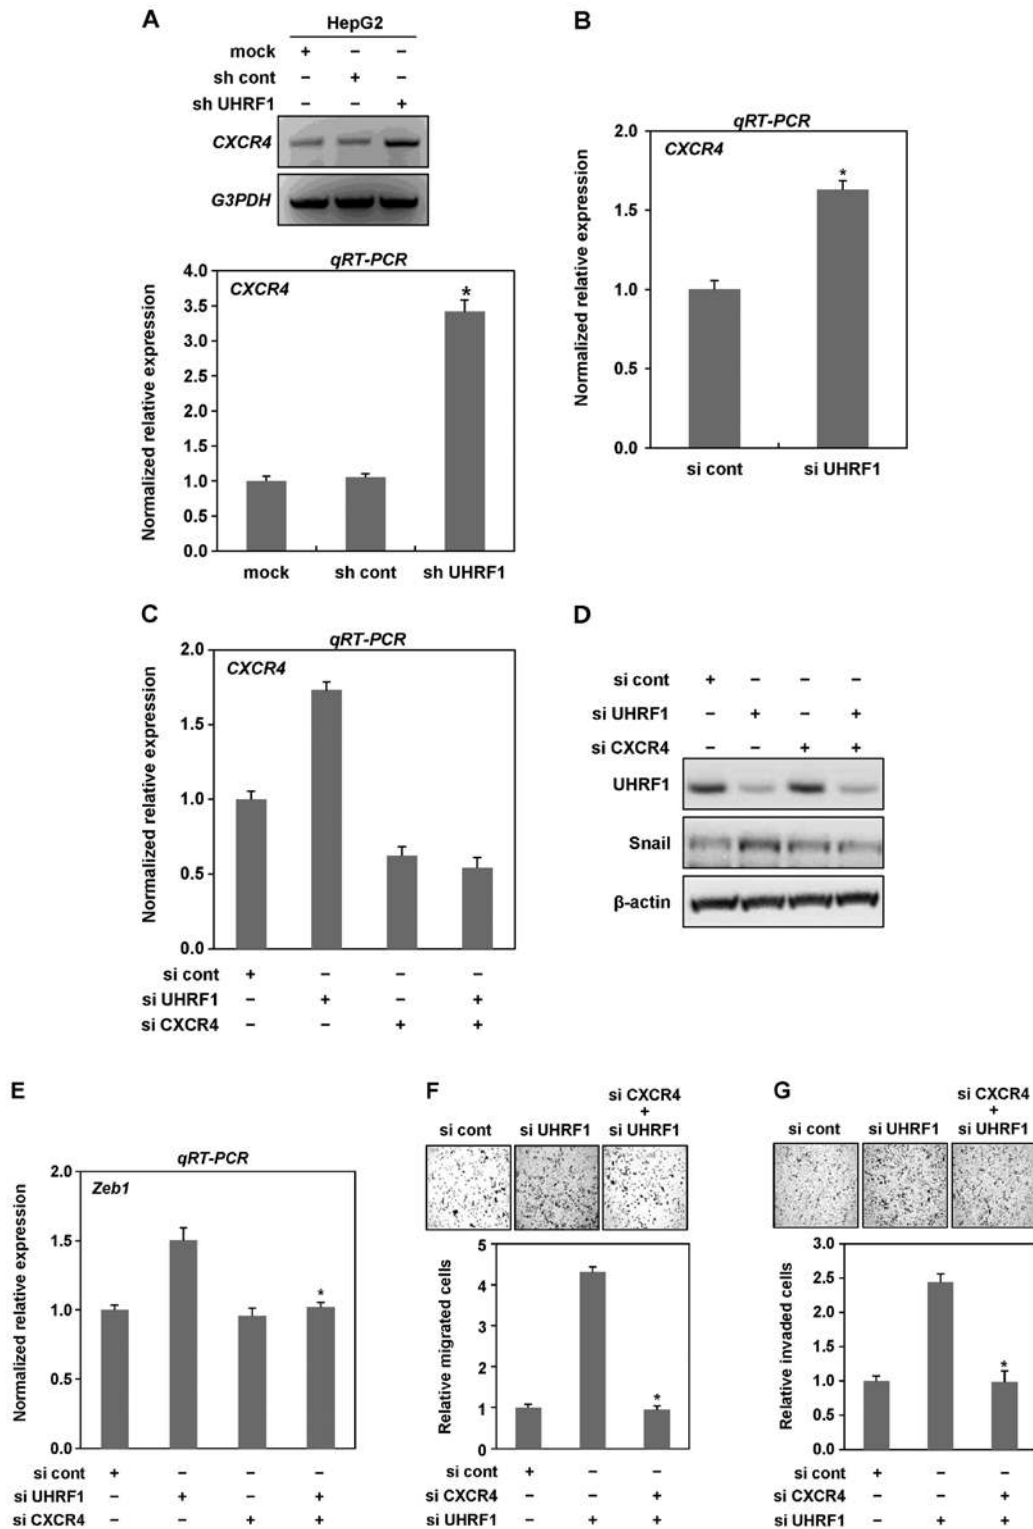 A
HepG2
mock + – –
sh cont – + –
sh UHRF1 – – +
CXCR4
G3PDH
qRT-PCR
CXCR4
Normalized relative expression
4.0
3.5
3.0
2.5
2.0
1.5
1.0
0.5
0.0
*
mock sh cont sh UHRF1
B
qRT-PCR
CXCR4
Normalized relative expression
2.0
1.5
1.0
0.5
0.0
*
si cont si UHRF1
C
qRT-PCR
CXCR4
Normalized relative expression
2.0
1.5
1.0
0.5
0.0
si cont + – – –
si UHRF1 – + – +
si CXCR4 – – + +
D
si cont + – – –
si UHRF1 – + – +
si CXCR4 – – + +
UHRF1
Snail
β-actin
E
qRT-PCR
Zeb1
Normalized relative expression
2.0
1.5
1.0
0.5
0.0
*
si cont + – – –
si UHRF1 – + – +
si CXCR4 – – + +
F
si CXCR4
+
si cont si UHRF1 si UHRF1
Relative migrated cells
5
4
3
2
1
0
*
si cont + – –
si CXCR4 – – +
si UHRF1 – + +
G
si CXCR4
+
si cont si UHRF1 si UHRF1
Relative invaded cells
3.0
2.5
2.0
1.5
1.0
0.5
0.0
*
si cont + – –
si CXCR4 – – +
si UHRF1 – + +